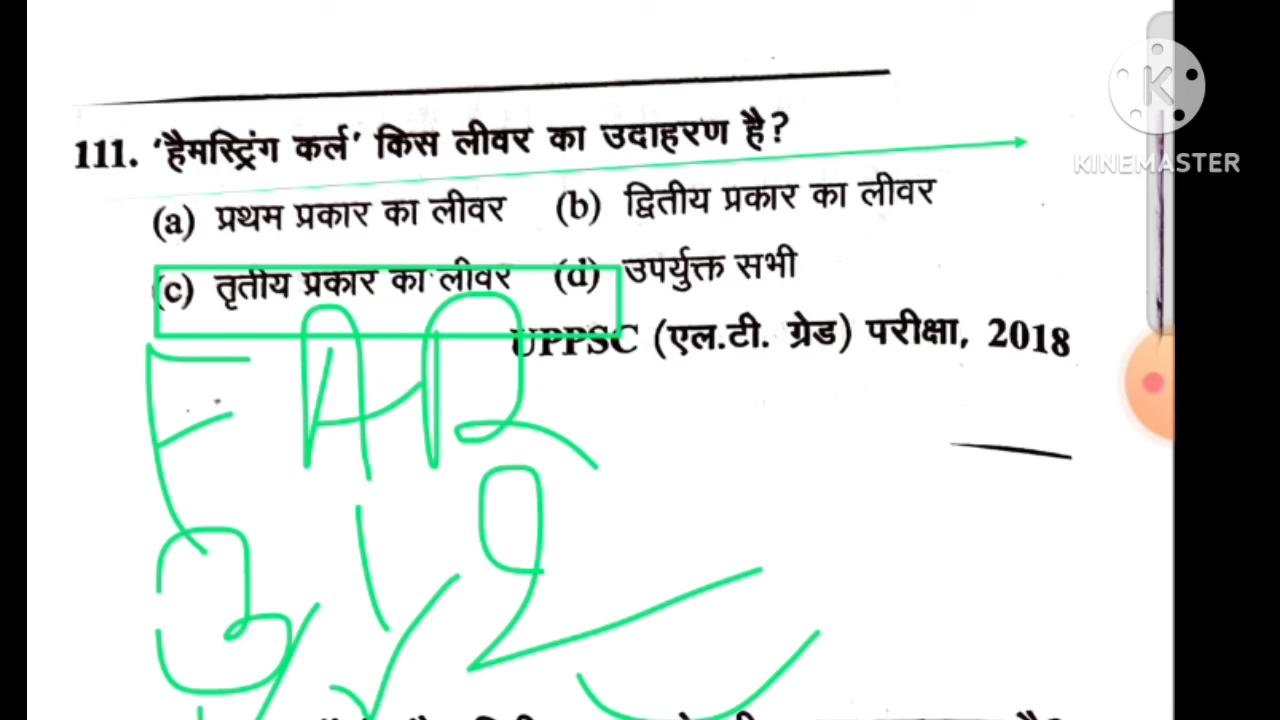 111. 'हैमस्ट्रिंग कर्ल' किस लीवर का उदाहरण है?
(a) प्रथम प्रकार का लीवर (b) द्वितीय प्रकार का लीवर
(c) तृतीय प्रकार का लीवर (d) उपर्युक्त सभी
UPPSC (एल.टी. ग्रेड) परीक्षा, 2018
K
KINEMASTER
F A R
3 1 2